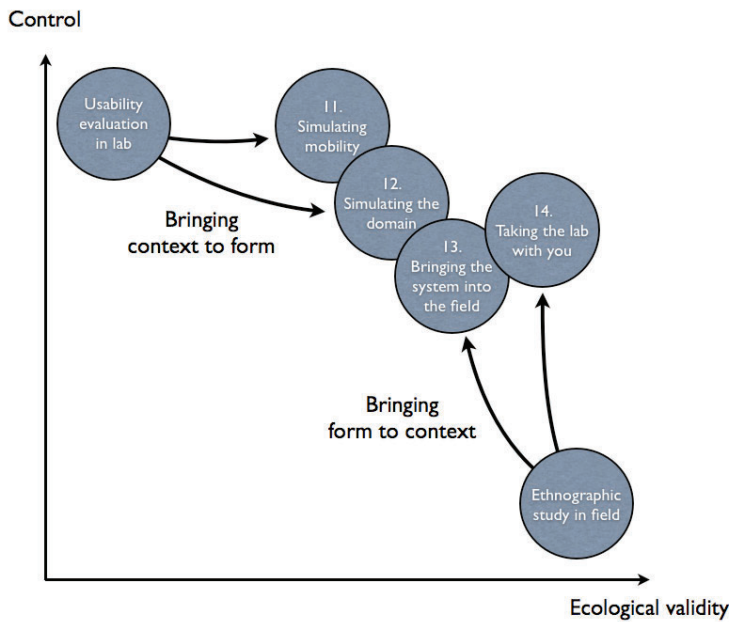 Control
Usability
evaluation
in lab
11.
Simulating
mobility
12.
Simulating the
domain
13.
Bringing the
system into
the field
14.
Taking the lab
with you
Bringing
context to form
Bringing
form to context
Ethnographic
study in field
Ecological validity